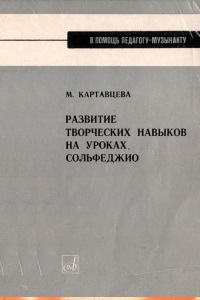 В ПОМОЩЬ ПЕДАГОГУ-МУЗЫКАНТУ
М. КАРТАВЦЕВА
РАЗВИТИЕ
ТВОРЧЕСКИХ НАВЫКОВ
НА УРОКАХ
СОЛЬФЕДЖИО